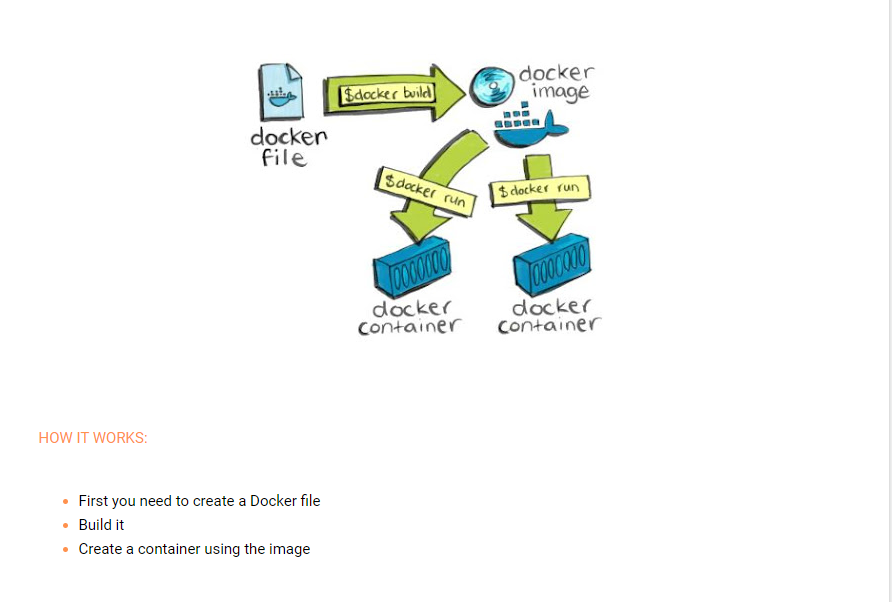 $docker build
docker
image
docker
file
$docker run
$docker run
docker
container
docker
container
HOW IT WORKS:
First you need to create a Docker file
Build it
Create a container using the image